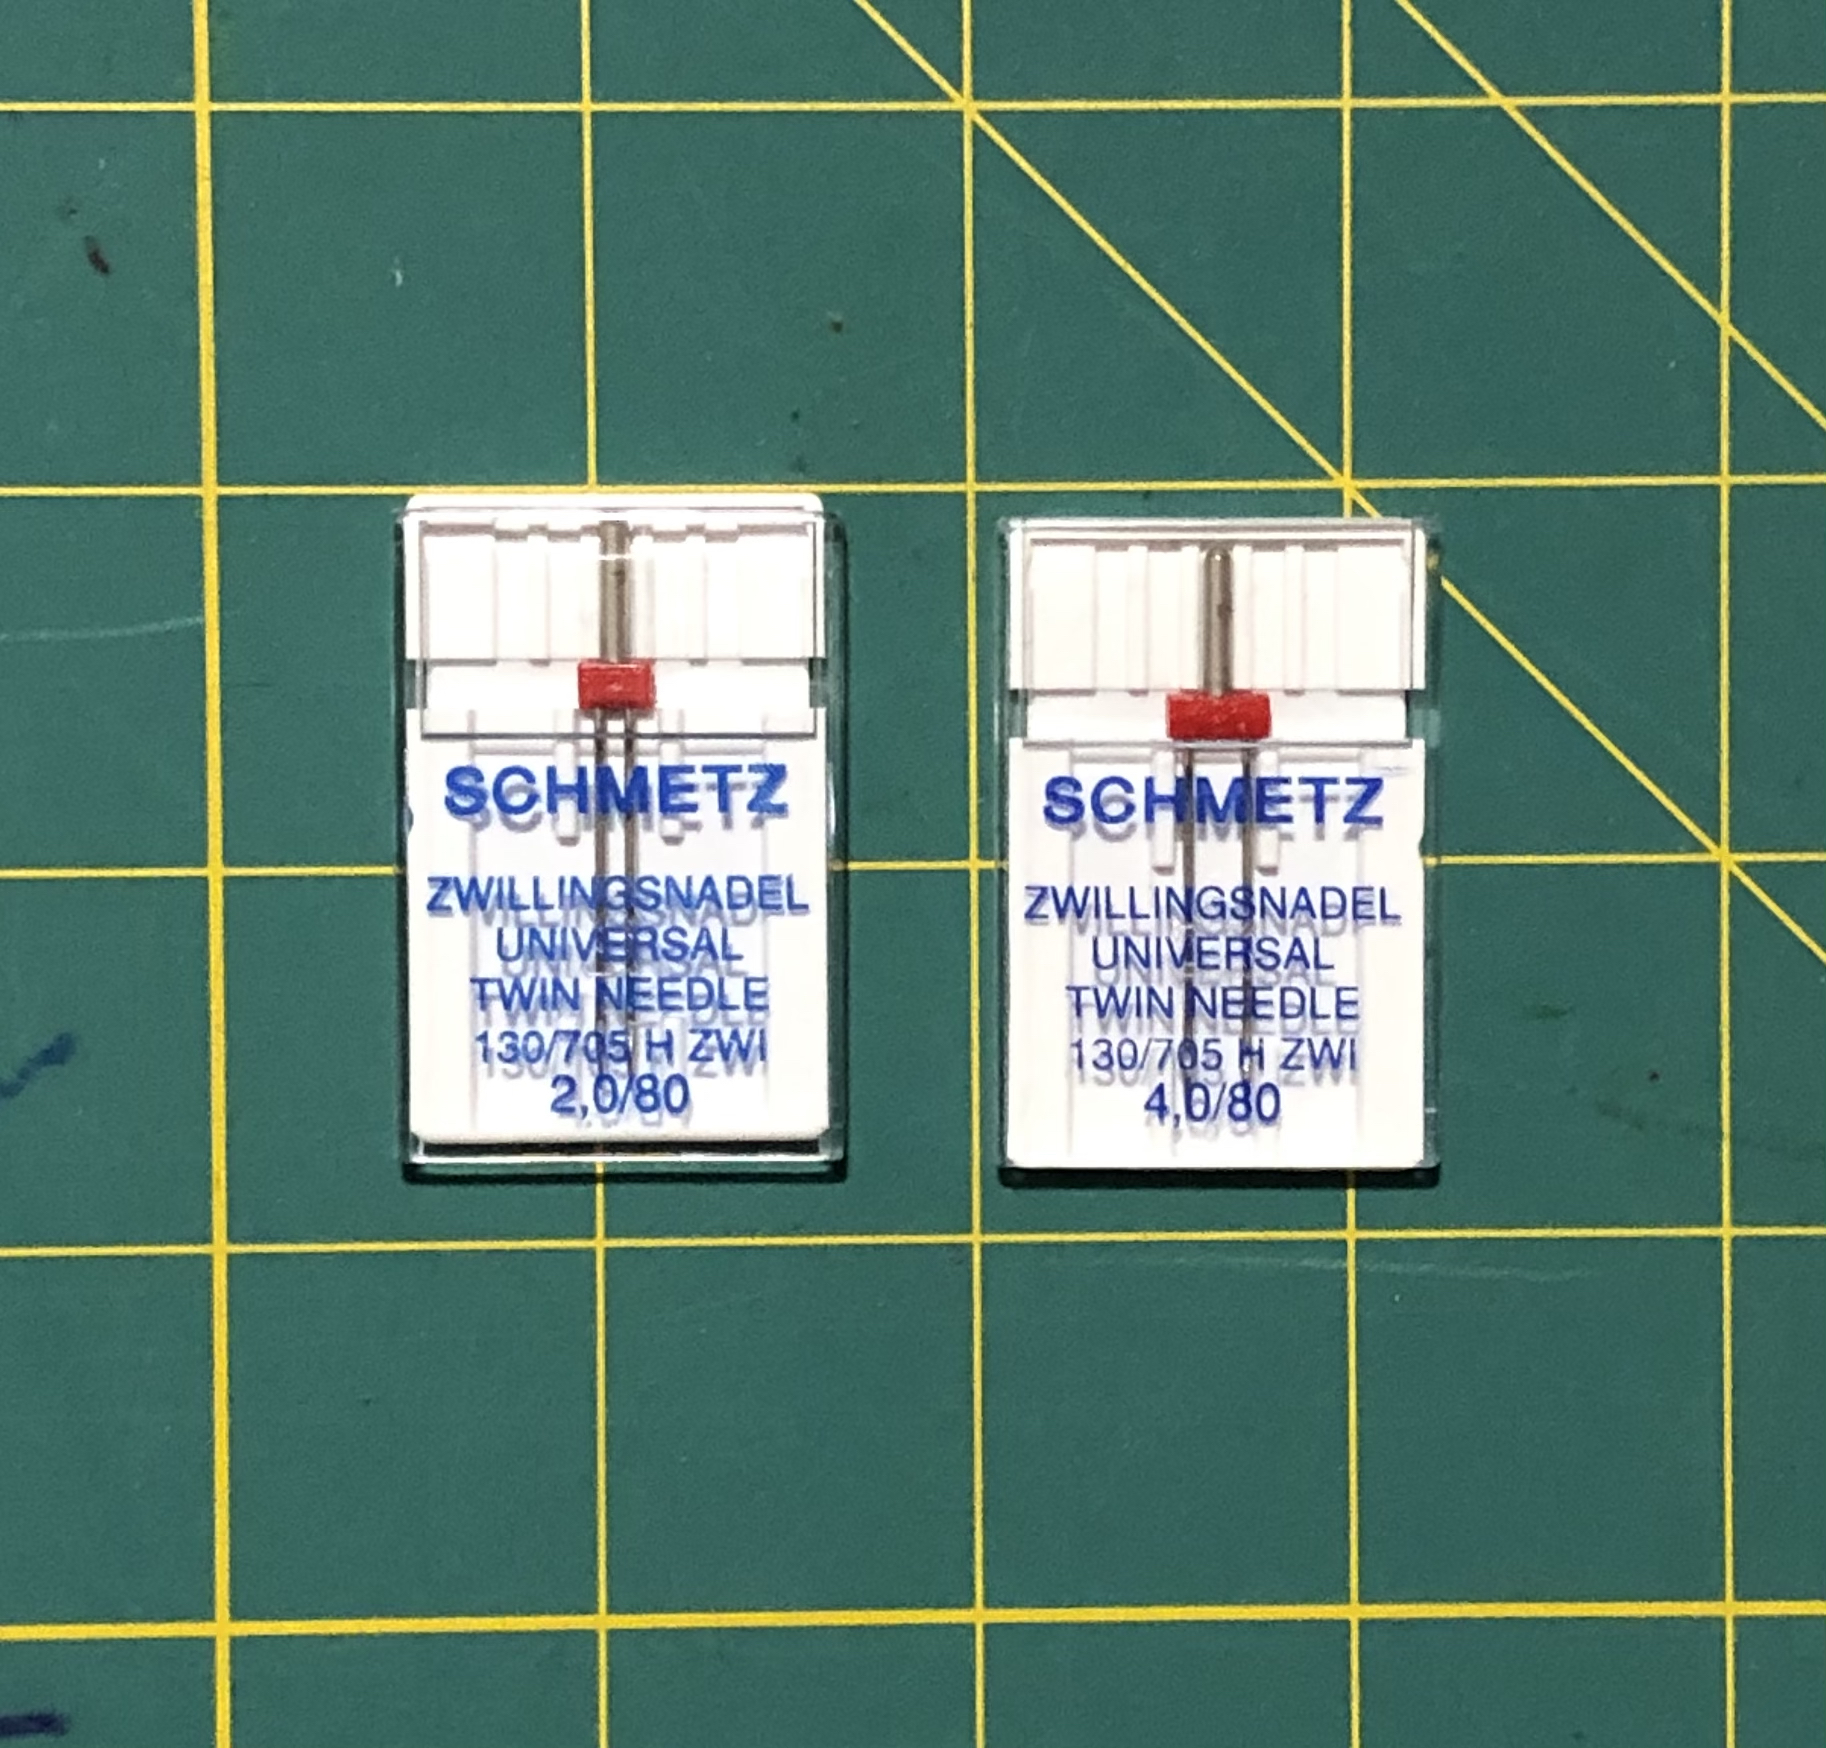 SCHMETZ
ZWILLINGSNADEL
UNIVERSAL
TWIN NEEDLE
130/705 H ZWI
2,0/80
SCHMETZ
ZWILLINGSNADEL
UNIVERSAL
TWIN NEEDLE
130/705 H ZWI
4,0/80